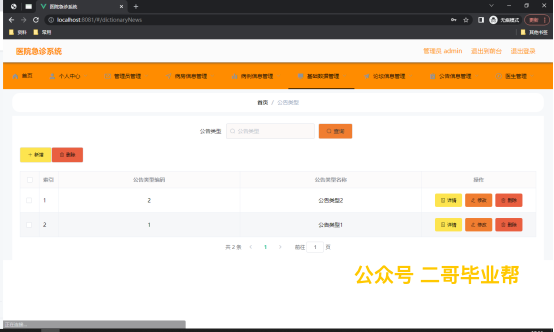 医院急诊系统
localhost:8081/#/dictionaryNews
无痕模式
更新
资料
常用
其他书签
医院急诊系统
管理员 admin
退出到前台
退出登录
首页
个人中心
管理员管理
病房信息管理
病例信息管理
基础数据管理
论坛信息管理
公告信息管理
医生管理
首页 / 公告类型
公告类型
公告类型
查询
+ 新增
删除
索引
公告类型编码
公告类型名称
操作
1
2
公告类型2
详情
修改
删除
2
1
公告类型1
详情
修改
删除
共 2 条 < 1 > 前往 1 页
公众号 二哥毕业帮